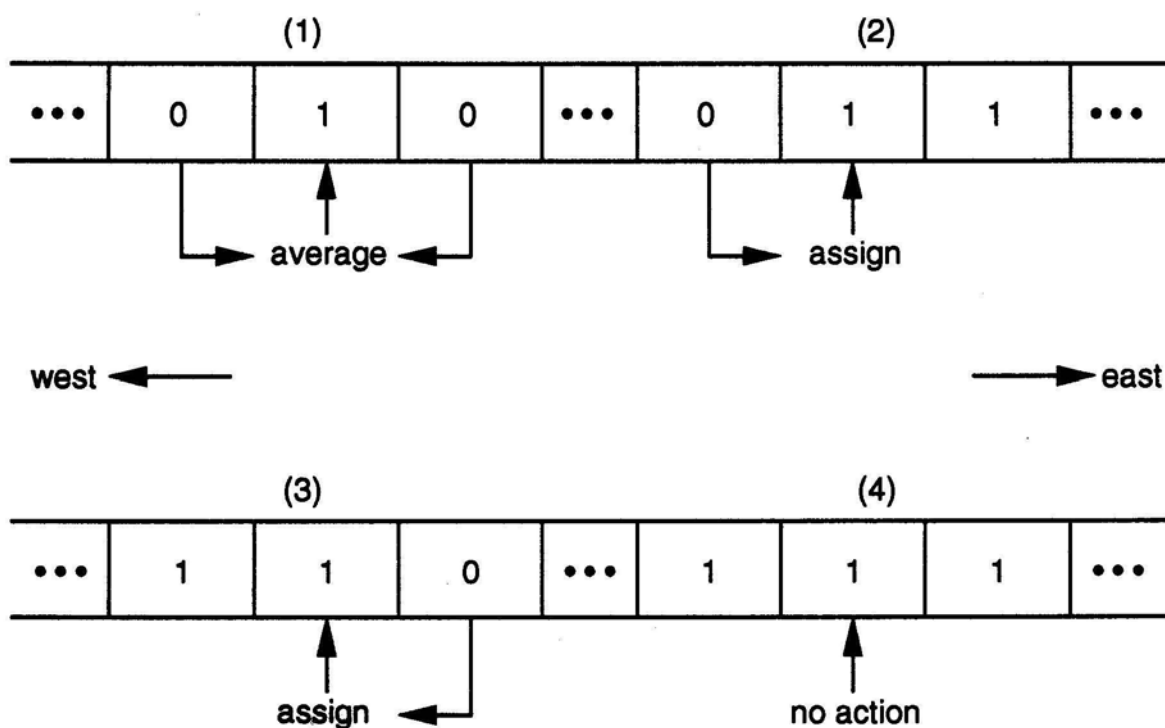 (1) (2)
••• 0 1 0 ••• 0 1 1 •••
average assign
west east
(3) (4)
••• 1 1 0 ••• 1 1 1 •••
assign no action